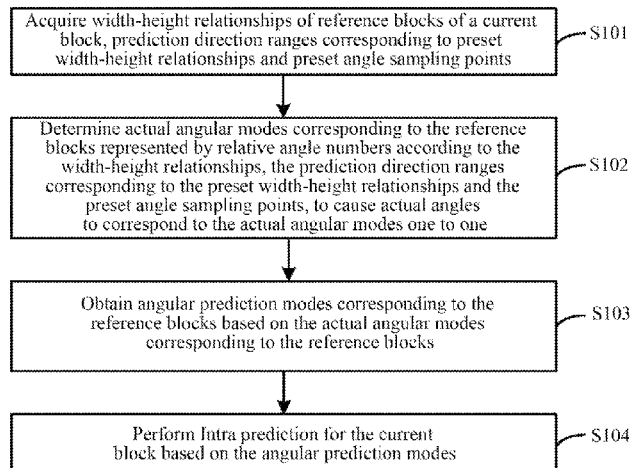 Acquire width-height relationships of reference blocks of a current
block, prediction direction ranges corresponding to preset
width-height relationships and preset angle sampling points
S101
Determine actual angular modes corresponding to the reference
blocks represented by relative angle numbers according to the
width-height relationships, the prediction direction ranges
corresponding to the preset width-height relationships and the
preset angle sampling points, to cause actual angles
to correspond to the actual angular modes one to one
S102
Obtain angular prediction modes corresponding to the
reference blocks based on the actual angular modes
corresponding to the reference blocks
S103
Perform Intra prediction for the current
block based on the angular prediction modes
S104